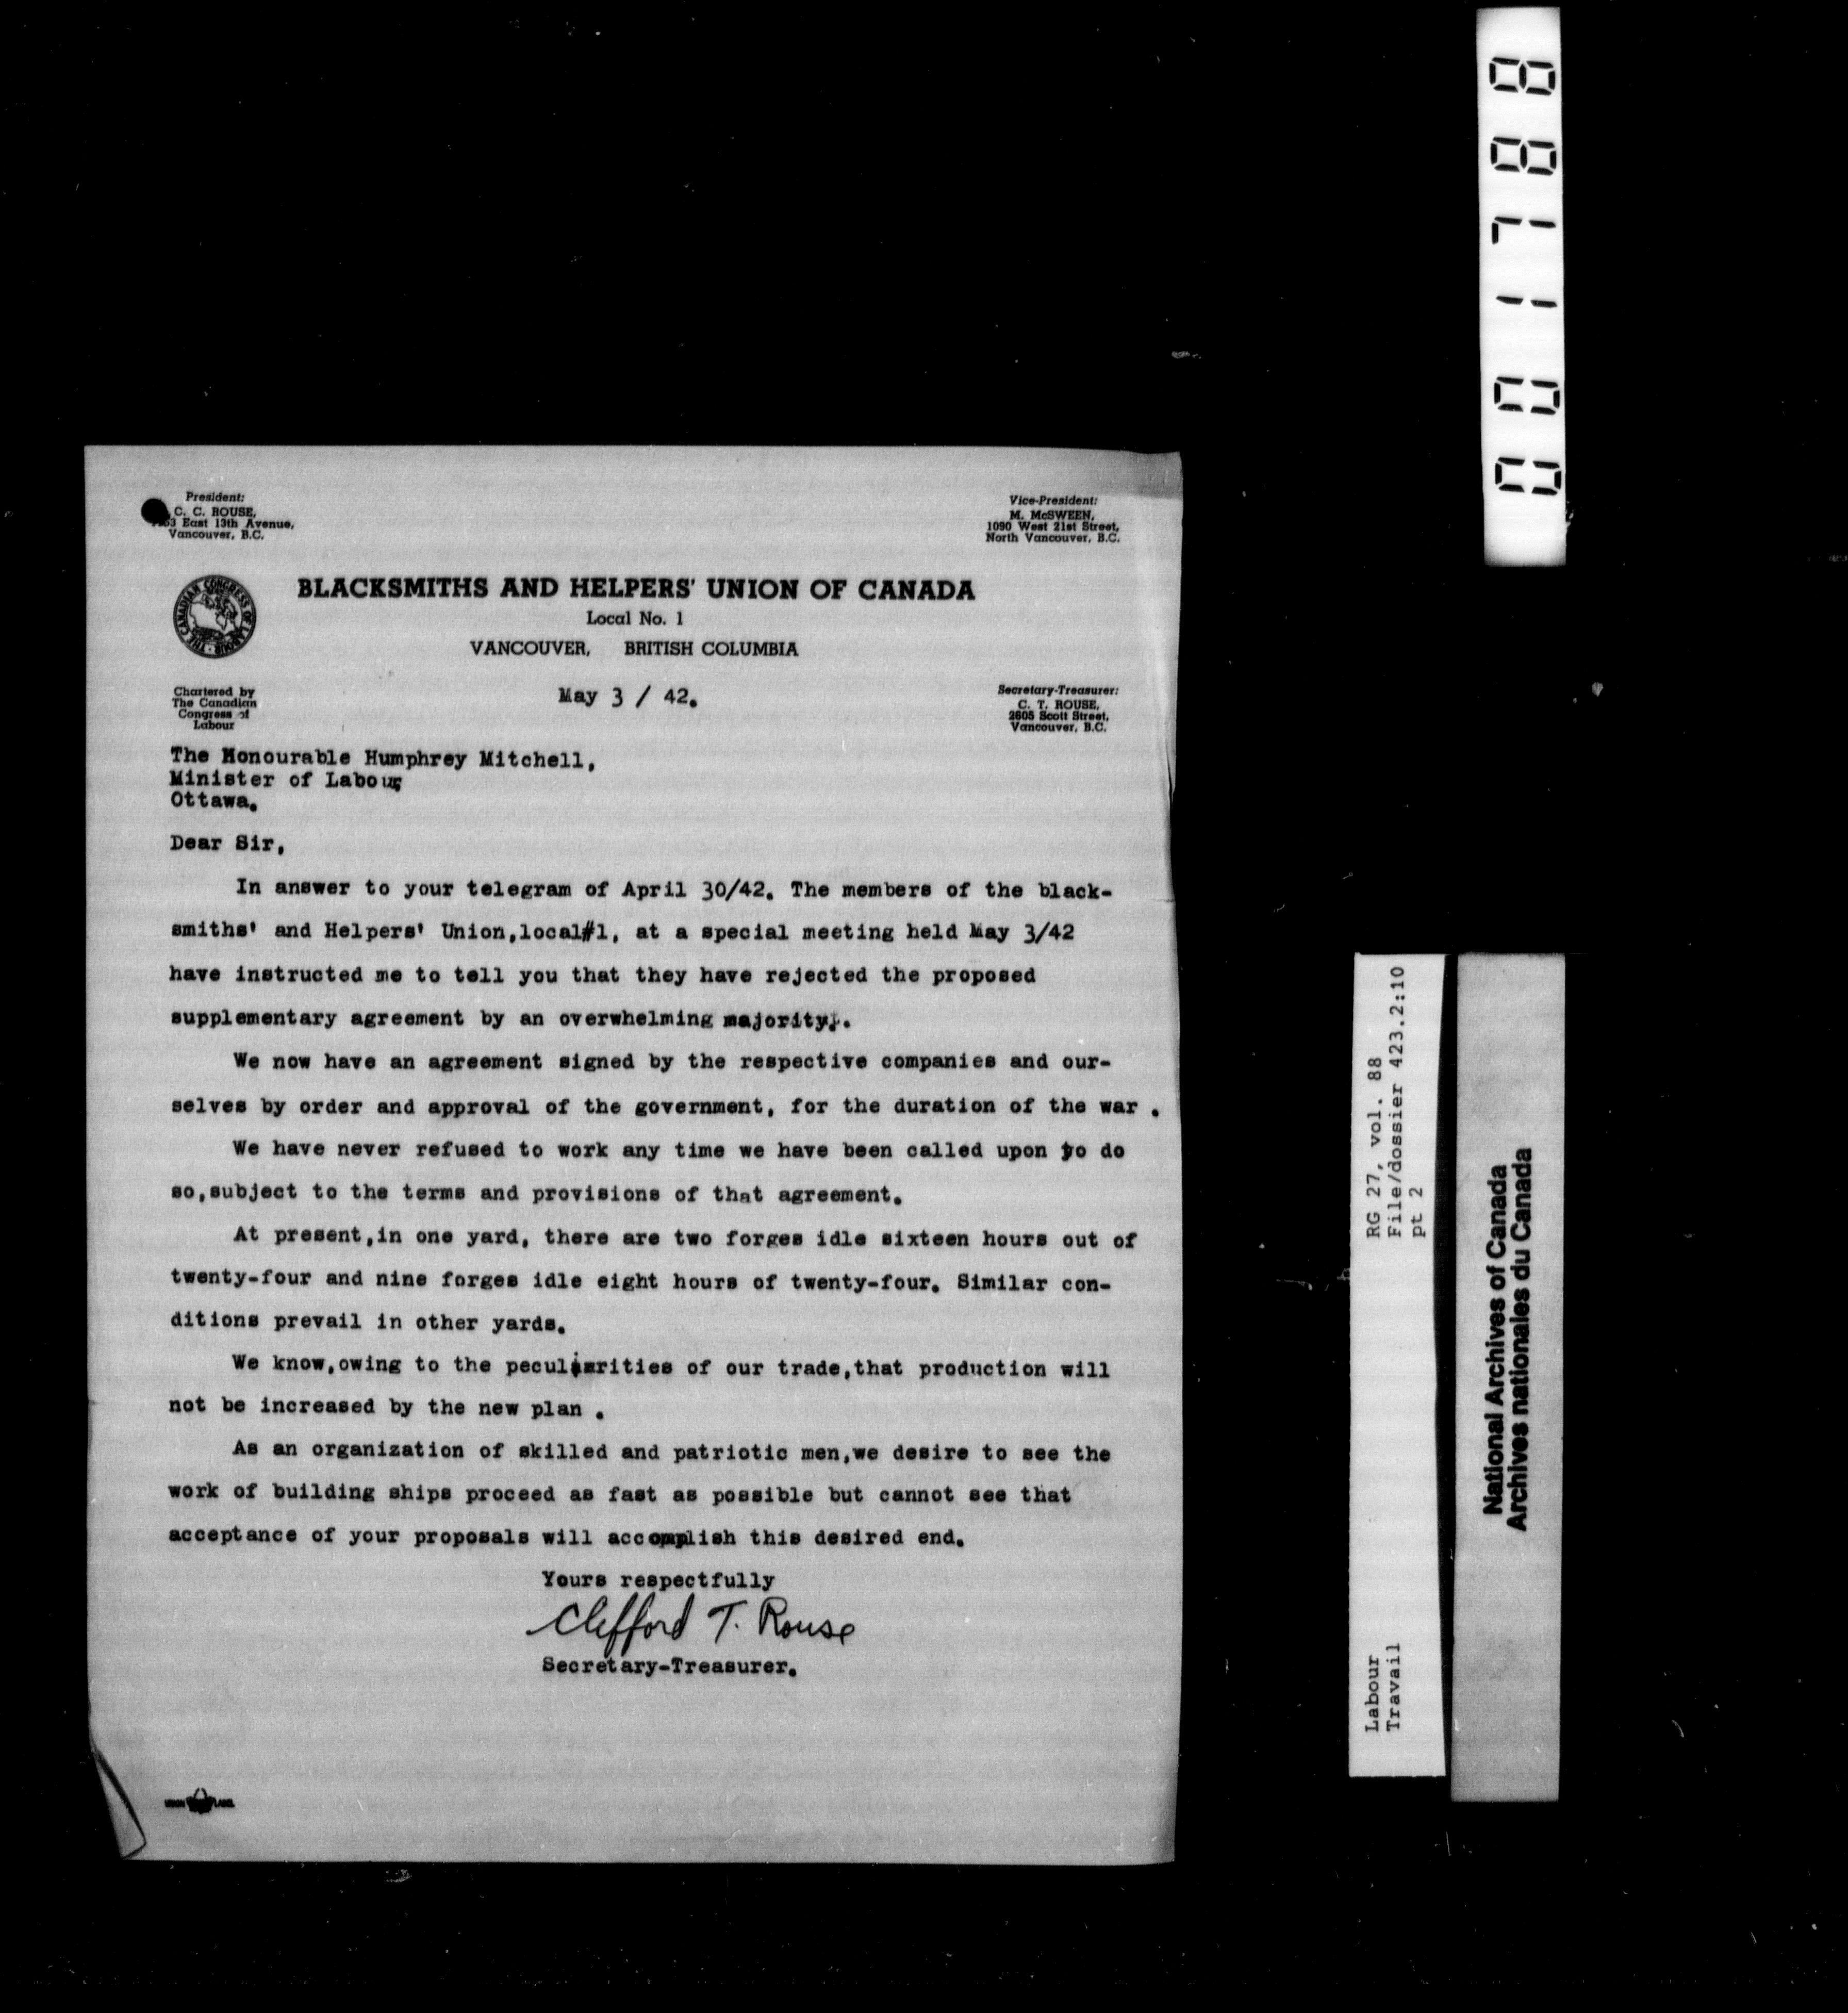 President:
C. C. ROUSE,
East 13th Avenue,
Vancouver, B.C.
Vice-President:
M. McSWEEN,
1090 West 21st Street,
North Vancouver, B.C.
THE CANADIAN CONGRESS OF LABOUR
BLACKSMITHS AND HELPERS' UNION OF CANADA
Local No. 1
VANCOUVER, BRITISH COLUMBIA
Chartered by
The Canadian
Congress of
Labour
May 3 / 42.
Secretary-Treasurer:
C. T. ROUSE,
2605 Scott Street,
Vancouver, B.C.
The Honourable Humphrey Mitchell,
Minister of Labour,
Ottawa.
Dear Sir,
In answer to your telegram of April 30/42. The members of the black-
smiths' and Helpers' Union,local#1, at a special meeting held May 3/42
have instructed me to tell you that they have rejected the proposed
supplementary agreement by an overwhelming majority.
We now have an agreement signed by the respective companies and our-
selves by order and approval of the government, for the duration of the war .
We have never refused to work any time we have been called upon to do
so,subject to the terms and provisions of that agreement.
At present,in one yard, there are two forges idle sixteen hours out of
twenty-four and nine forges idle eight hours of twenty-four. Similar con-
ditions prevail in other yards.
We know,owing to the peculiarities of our trade,that production will
not be increased by the new plan .
As an organization of skilled and patriotic men,we desire to see the
work of building ships proceed as fast as possible but cannot see that
acceptance of your proposals will accomplish this desired end.
Yours respectfully
Clifford T. Rouse
Secretary-Treasurer.
UNION LABEL
001788
Labour
Travail
RG 27, vol. 88
File/dossier 423.2:10
pt 2
National Archives of Canada
Archives nationales du Canada